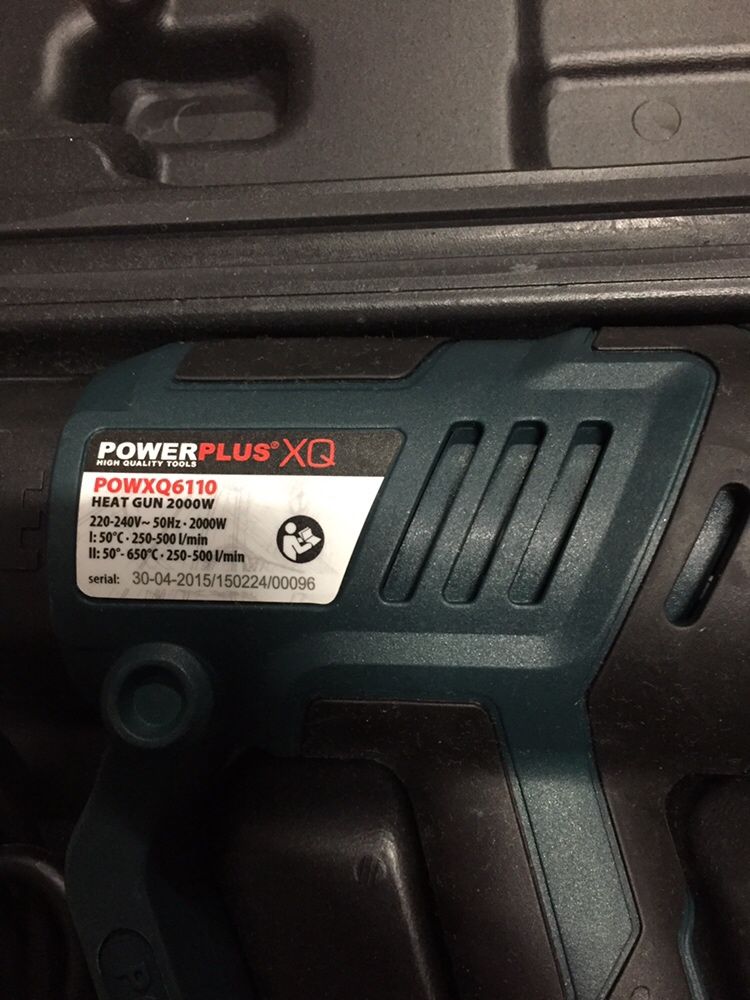 POWERPLUS® XQ
HIGH QUALITY TOOLS
POWXQ6110
HEAT GUN 2000W
220-240V~ 50Hz · 2000W
I: 50°C · 250-500 l/min
II: 50°- 650°C · 250-500 l/min
serial: 30-04-2015/150224/00096